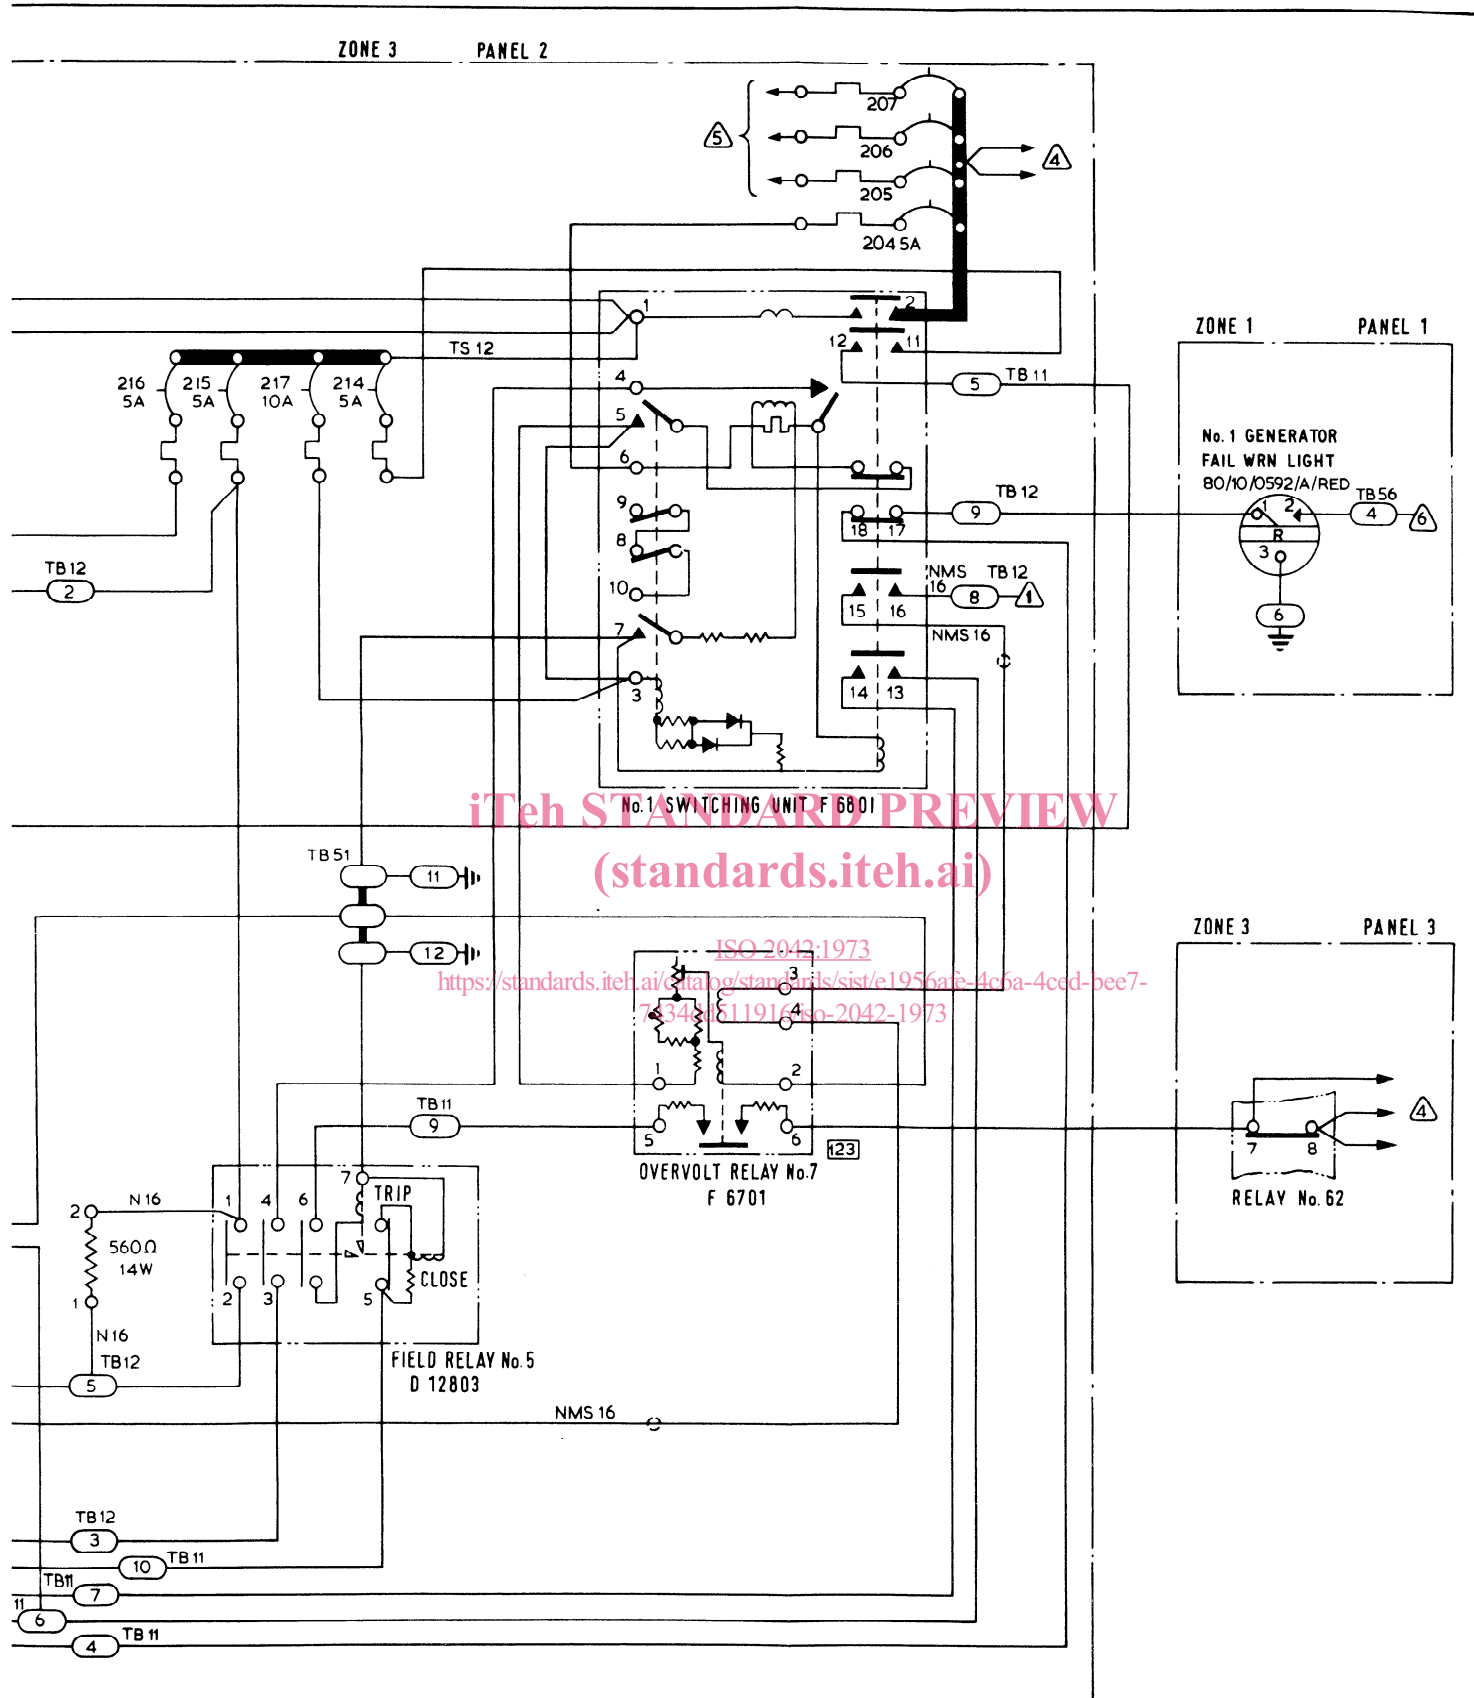 ZONE 3 PANEL 2
207
5
206
4
205
204 5A
1 2
ZONE 1 PANEL 1
TS 12
12 11
216 5A
215 5A
217 10A
214 5A
4
5 TB 11
5
No. 1 GENERATOR
FAIL WRN LIGHT
80/10/0592/A/RED
6
9
TB 12
9
18 17
1 2
TB 56
4
6
R
3
8
TB 12
2
10
NMS 16
TB 12
8
1
15 16
6
7
NMS 16
3
14 13
No. 1 SWITCHING UNIT F 6801
iTeh STANDARD PREVIEW
(standards.iteh.ai)
TB 51
11
12
ZONE 3 PANEL 3
ISO 2042:1973
https://standards.iteh.ai/catalog/standards/sist/e1956afe-4c6a-4ced-bee7-
7434dd511916/iso-2042-1973
3
4
1 2
TB 11
9
5 6
123
4
7 8
OVERVOLT RELAY No. 7
F 6701
RELAY No. 62
7
TRIP
N 16
1 4 6
2
560Ω
14W
CLOSE
1
2 3 5
N 16
TB 12
5
FIELD RELAY No. 5
D 12803
NMS 16
TB 12
3
10 TB 11
TB 11
7
11
6
4 TB 11